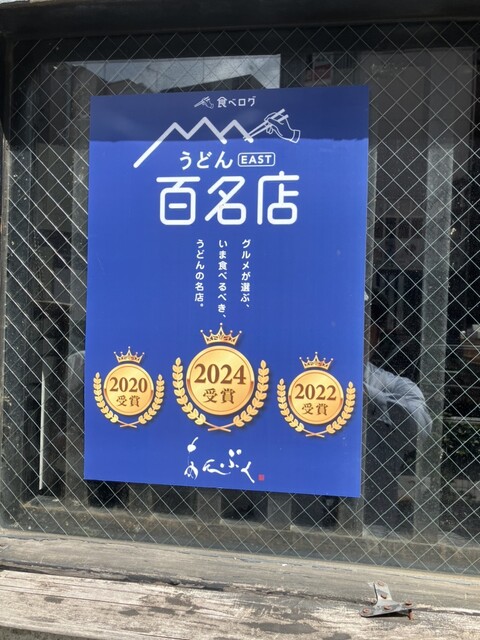 食べログ
うどん EAST
百名店
グルメが選ぶ、
いま食べるべき、
うどんの名店。
2020
受賞
2024
受賞
2022
受賞
あんぷく